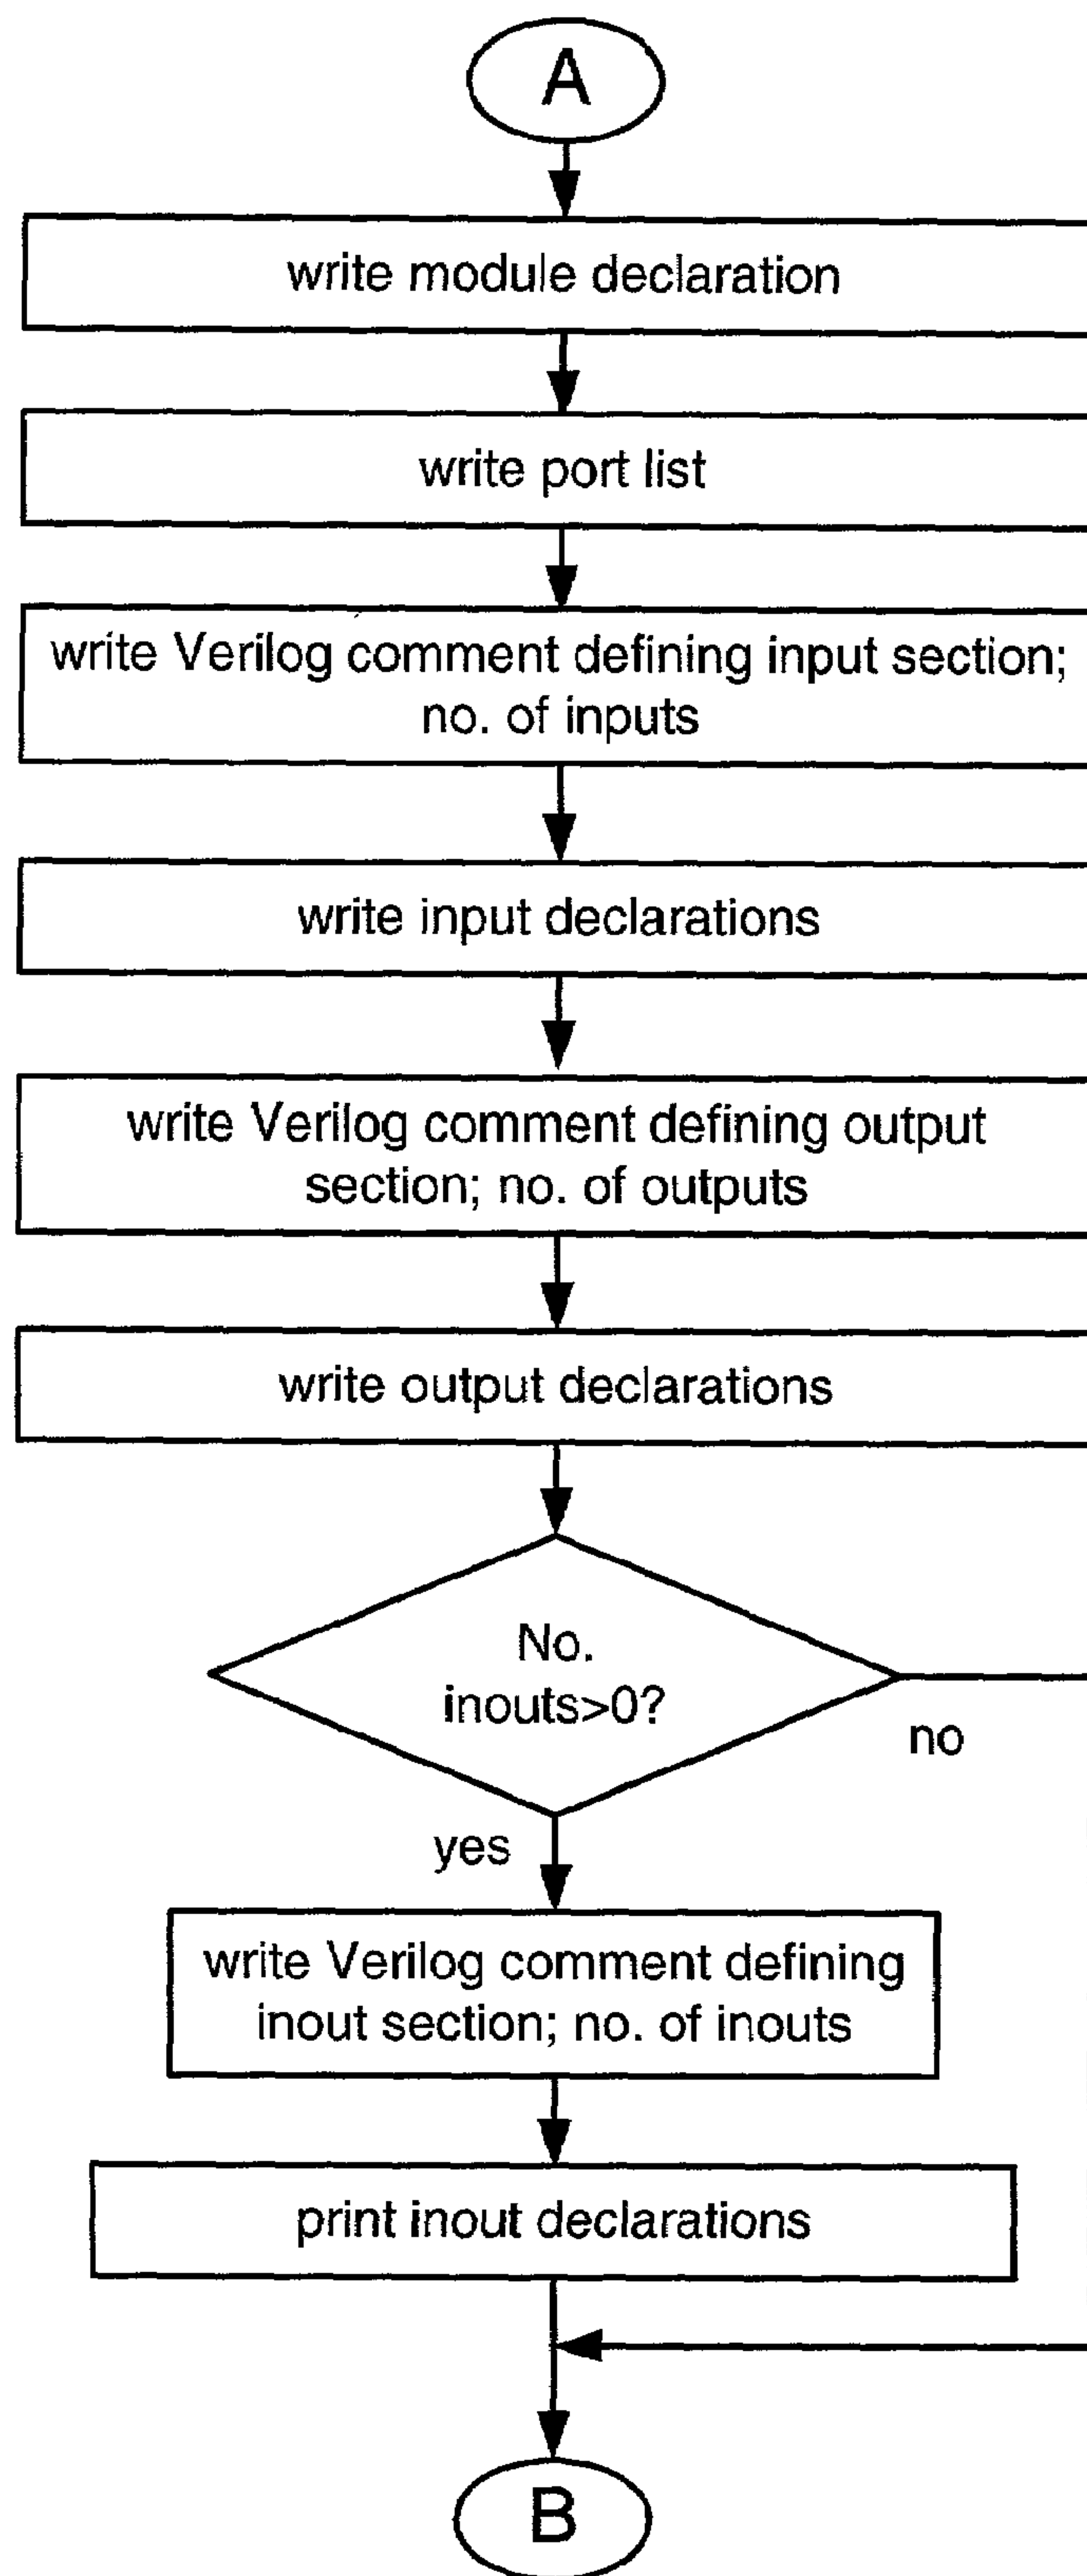 A
write module declaration
write port list
write Verilog comment defining input section;
no. of inputs
write input declarations
write Verilog comment defining output
section; no. of outputs
write output declarations
No.
inouts>0?
no
yes
write Verilog comment defining
inout section; no. of inouts
print inout declarations
B